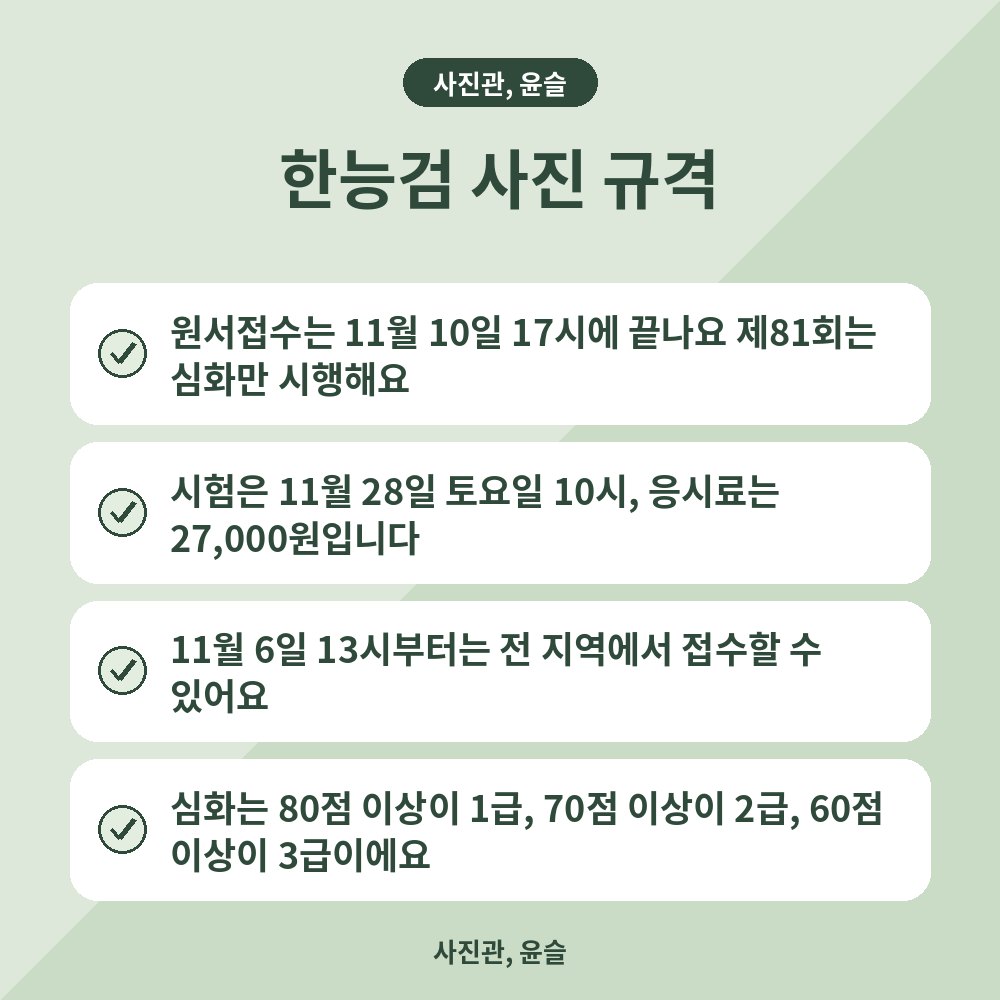 사진관, 윤슬
한능검 사진 규격
원서접수는 11월 10일 17시에 끝나요 제81회는
심화만 시행해요
시험은 11월 28일 토요일 10시, 응시료는
27,000원입니다
11월 6일 13시부터는 전 지역에서 접수할 수
있어요
심화는 80점 이상이 1급, 70점 이상이 2급, 60점
이상이 3급이에요
사진관, 윤슬